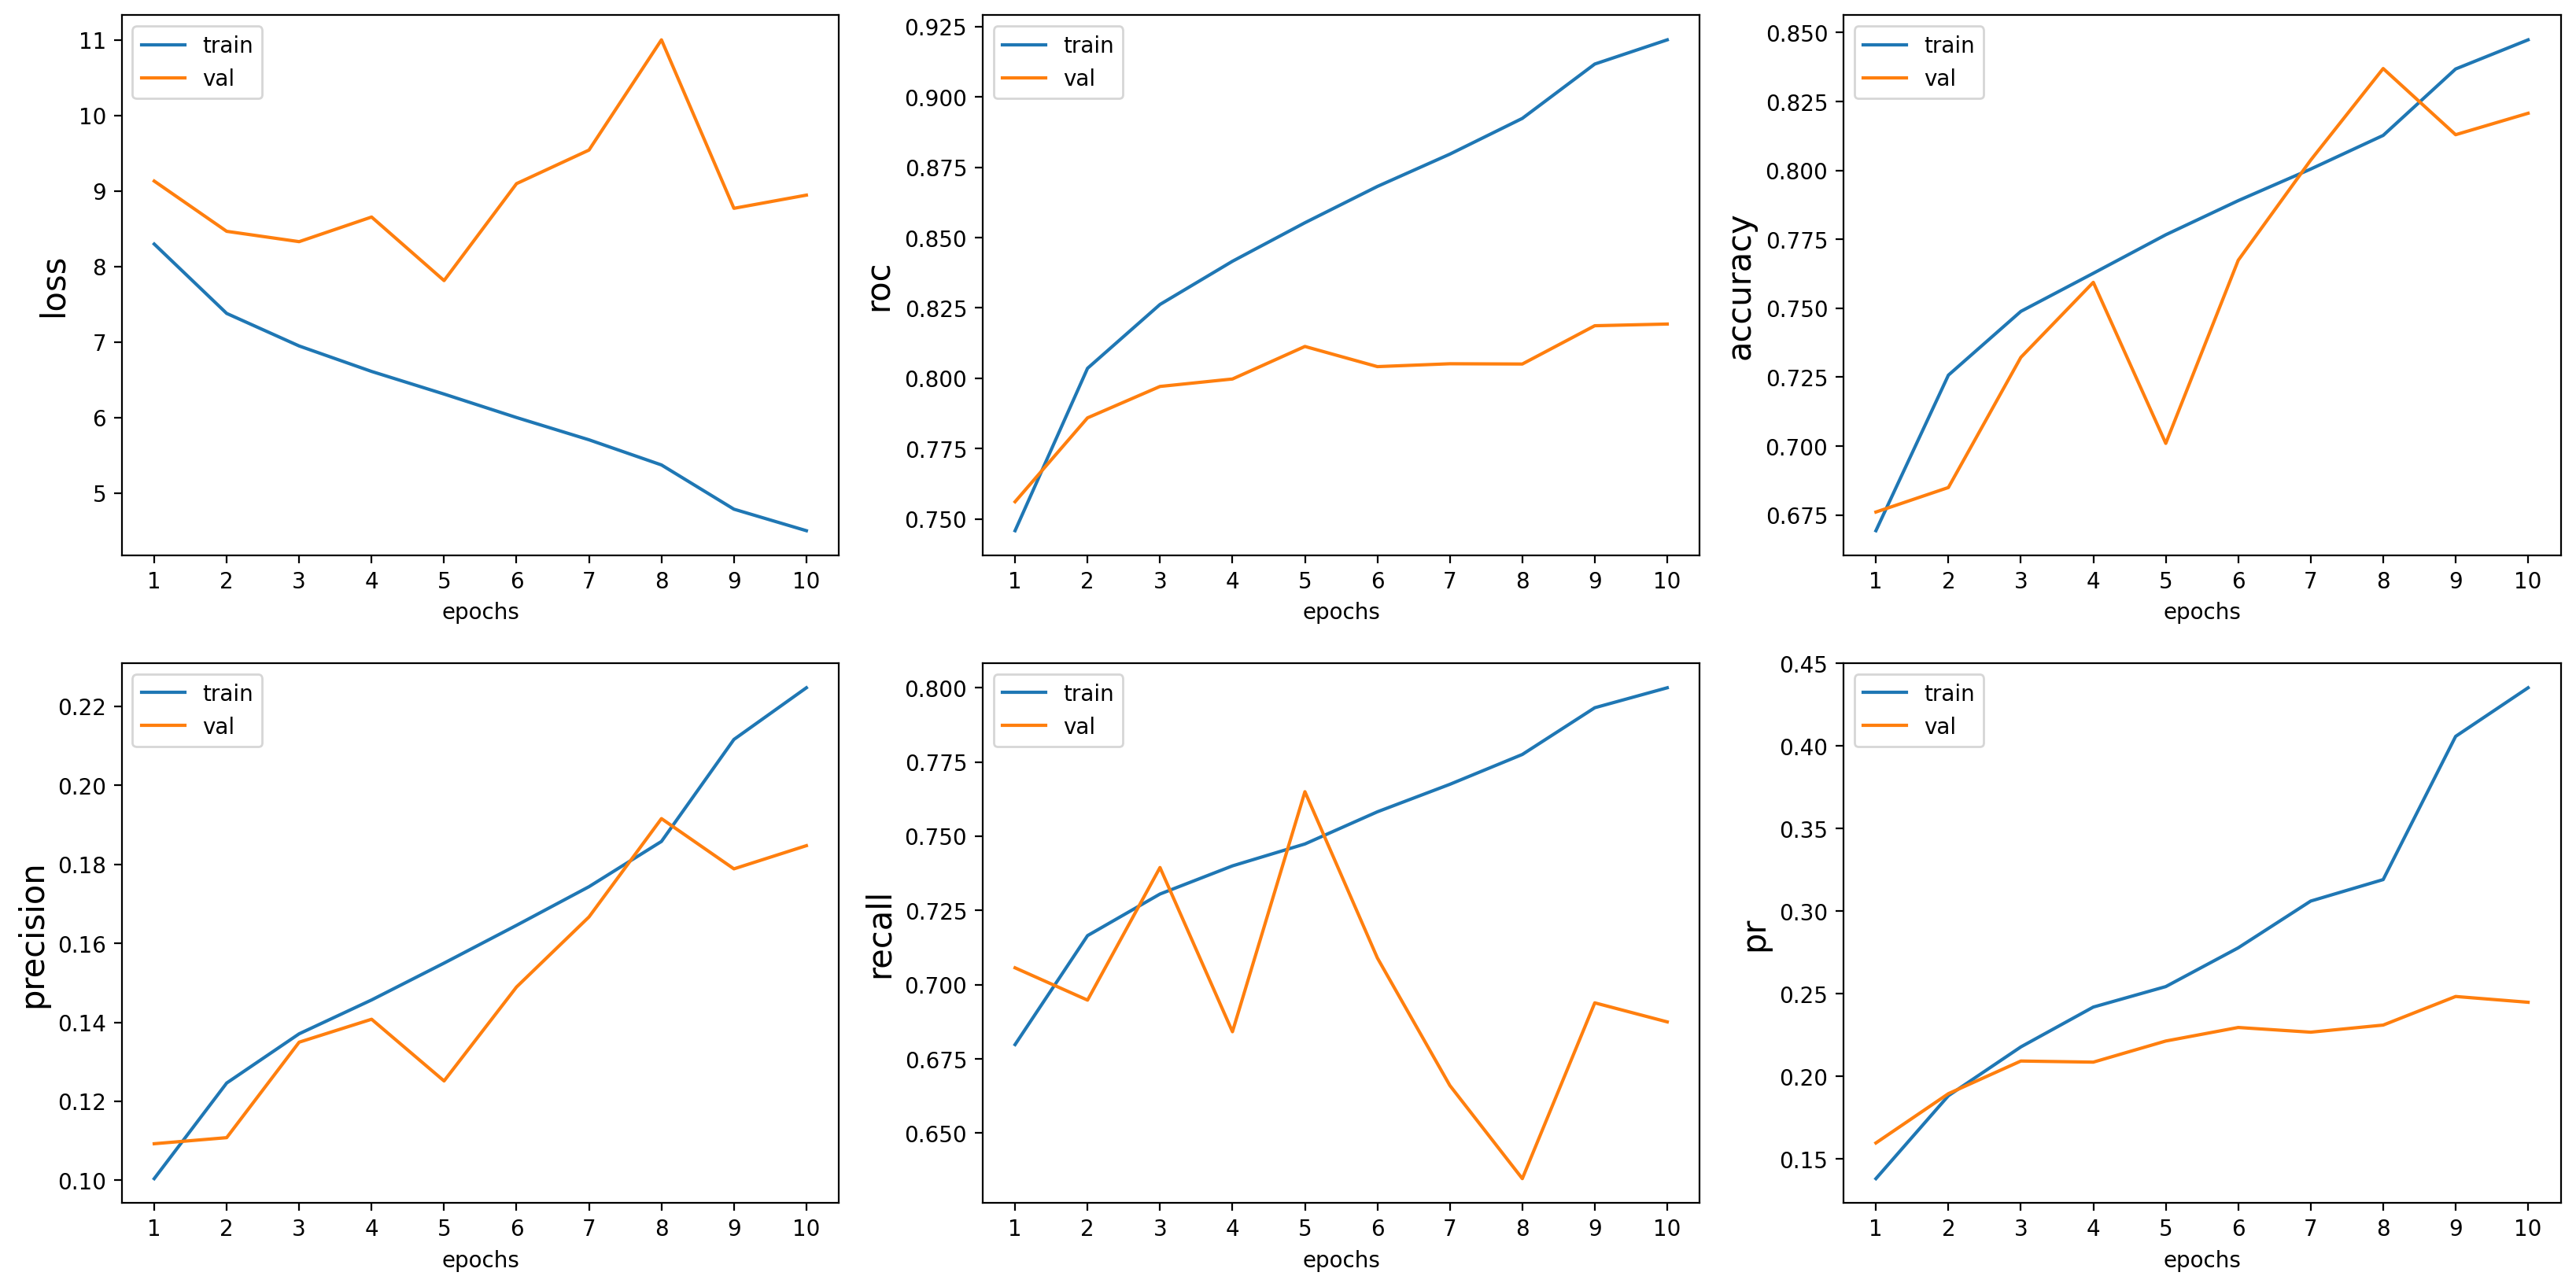 loss
11
10
9
8
7
6
5
train
val
1 2 3 4 5 6 7 8 9 10
epochs
roc
0.925
0.900
0.875
0.850
0.825
0.800
0.775
0.750
train
val
1 2 3 4 5 6 7 8 9 10
epochs
accuracy
0.850
0.825
0.800
0.775
0.750
0.725
0.700
0.675
train
val
1 2 3 4 5 6 7 8 9 10
epochs
precision
0.22
0.20
0.18
0.16
0.14
0.12
0.10
train
val
1 2 3 4 5 6 7 8 9 10
epochs
recall
0.800
0.775
0.750
0.725
0.700
0.675
0.650
train
val
1 2 3 4 5 6 7 8 9 10
epochs
pr
0.45
0.40
0.35
0.30
0.25
0.20
0.15
train
val
1 2 3 4 5 6 7 8 9 10
epochs